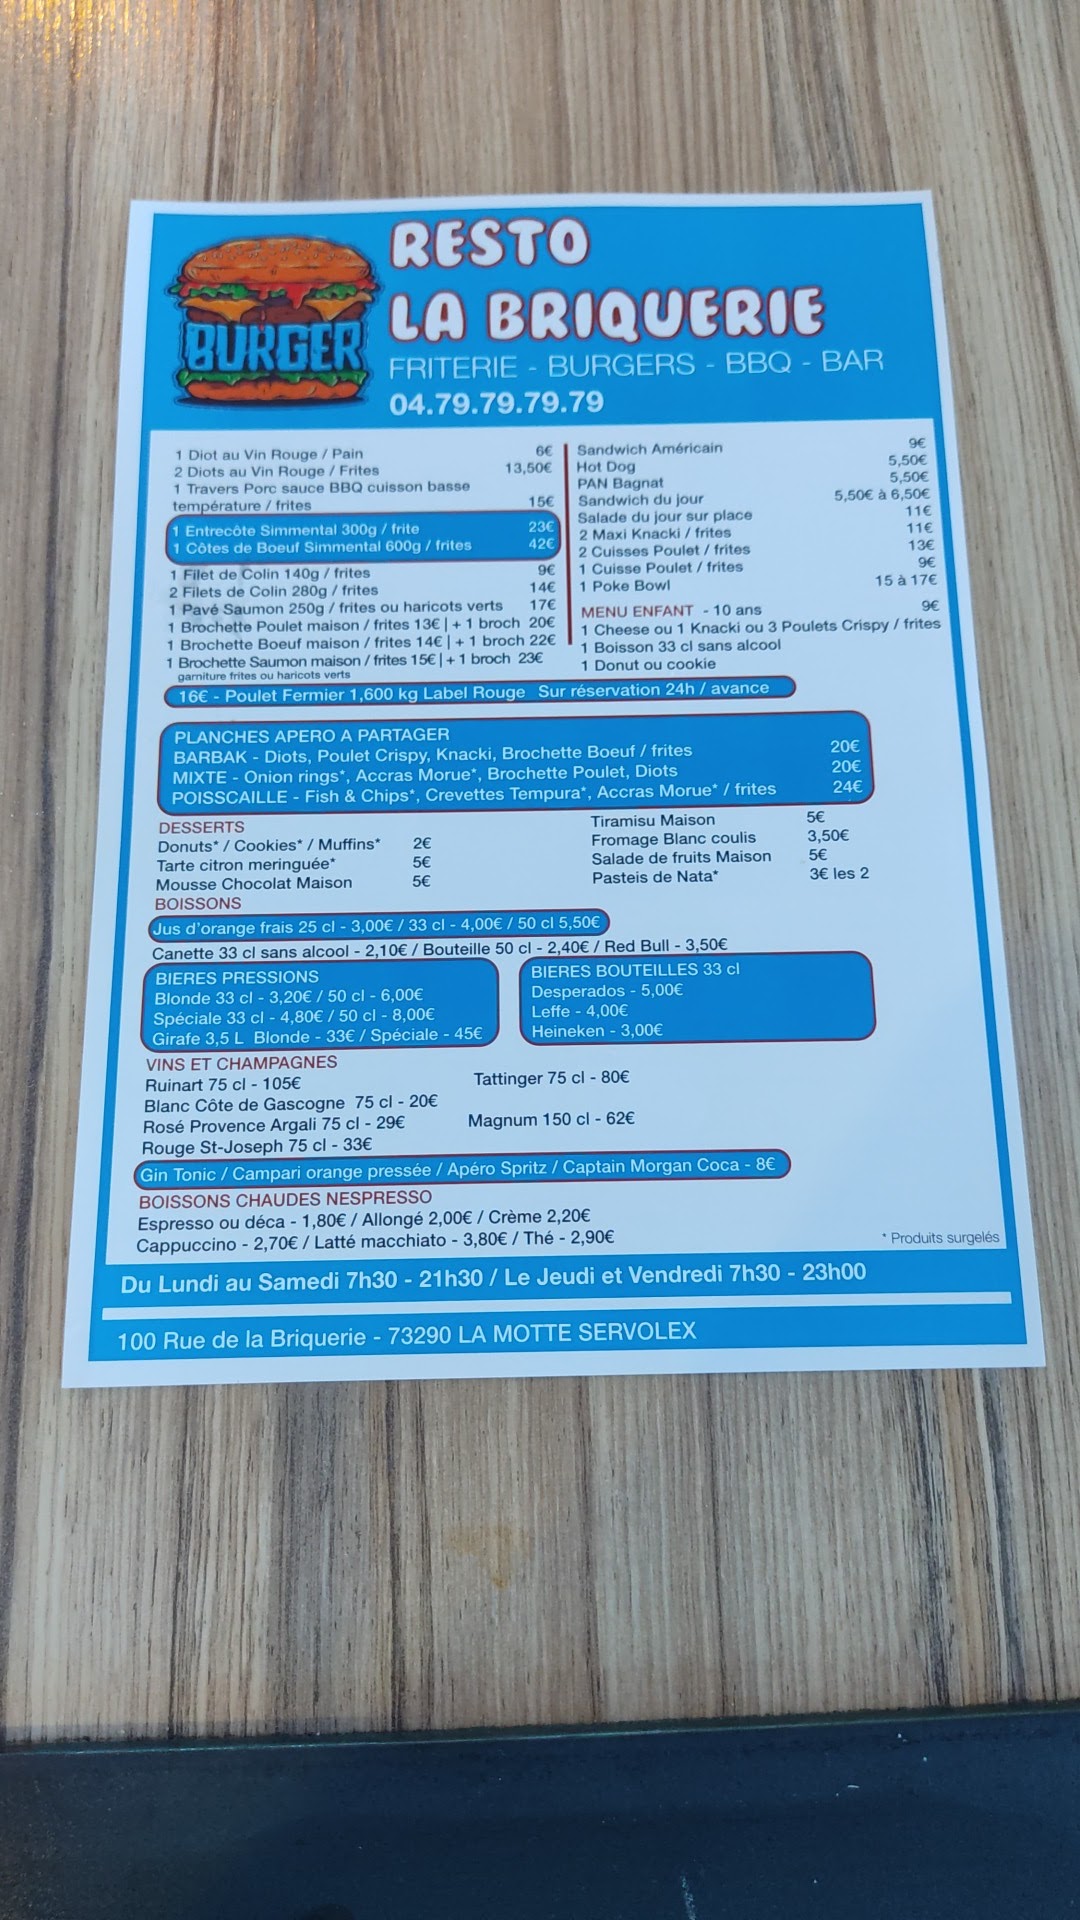 RESTO
LA BRIQUERIE
BURGER
FRITERIE - BURGERS - BBQ - BAR
04.79.79.79.79
1 Diot au Vin Rouge / Pain 6€
2 Diots au Vin Rouge / Frites 13,50€
1 Travers Porc sauce BBQ cuisson basse
température / frites 15€
1 Entrecôte Simmental 300g / frite 23€
1 Côtes de Boeuf Simmental 600g / frites 42€
1 Filet de Colin 140g / frites 9€
2 Filets de Colin 280g / frites 14€
1 Pavé Saumon 250g / frites ou haricots verts 17€
1 Brochette Poulet maison / frites 13€ | + 1 broch 20€
1 Brochette Boeuf maison / frites 14€ | + 1 broch 22€
1 Brochette Saumon maison / frites 15€ | + 1 broch 23€
garniture frites ou haricots verts
Sandwich Américain 9€
Hot Dog 5,50€
PAN Bagnat 5,50€
Sandwich du jour 5,50€ à 6,50€
Salade du jour sur place 11€
2 Maxi Knacki / frites 11€
2 Cuisses Poulet / frites 13€
1 Cuisse Poulet / frites 9€
1 Poke Bowl 15 à 17€
MENU ENFANT - 10 ans 9€
1 Cheese ou 1 Knacki ou 3 Poulets Crispy / frites
1 Boisson 33 cl sans alcool
1 Donut ou cookie
16€ - Poulet Fermier 1,600 kg Label Rouge Sur réservation 24h / avance
PLANCHES APERO A PARTAGER
BARBAK - Diots, Poulet Crispy, Knacki, Brochette Boeuf / frites 20€
MIXTE - Onion rings*, Accras Morue*, Brochette Poulet, Diots 20€
POISSCAILLE - Fish & Chips*, Crevettes Tempura*, Accras Morue* / frites 24€
DESSERTS
Donuts* / Cookies* / Muffins* 2€
Tarte citron meringuée* 5€
Mousse Chocolat Maison 5€
Tiramisu Maison 5€
Fromage Blanc coulis 3,50€
Salade de fruits Maison 5€
Pasteis de Nata* 3€ les 2
BOISSONS
Jus d'orange frais 25 cl - 3,00€ / 33 cl - 4,00€ / 50 cl 5,50€
Canette 33 cl sans alcool - 2,10€ / Bouteille 50 cl - 2,40€ / Red Bull - 3,50€
BIERES PRESSIONS
Blonde 33 cl - 3,20€ / 50 cl - 6,00€
Spéciale 33 cl - 4,80€ / 50 cl - 8,00€
Girafe 3,5 L Blonde - 33€ / Spéciale - 45€
BIERES BOUTEILLES 33 cl
Desperados - 5,00€
Leffe - 4,00€
Heineken - 3,00€
VINS ET CHAMPAGNES
Ruinart 75 cl - 105€ Tattinger 75 cl - 80€
Blanc Côte de Gascogne 75 cl - 20€
Rosé Provence Argali 75 cl - 29€ Magnum 150 cl - 62€
Rouge St-Joseph 75 cl - 33€
Gin Tonic / Campari orange pressée / Apéro Spritz / Captain Morgan Coca - 8€
BOISSONS CHAUDES NESPRESSO
Espresso ou déca - 1,80€ / Allongé 2,00€ / Crème 2,20€
Cappuccino - 2,70€ / Latté macchiato - 3,80€ / Thé - 2,90€
* Produits surgelés
Du Lundi au Samedi 7h30 - 21h30 / Le Jeudi et Vendredi 7h30 - 23h00
100 Rue de la Briquerie - 73290 LA MOTTE SERVOLEX